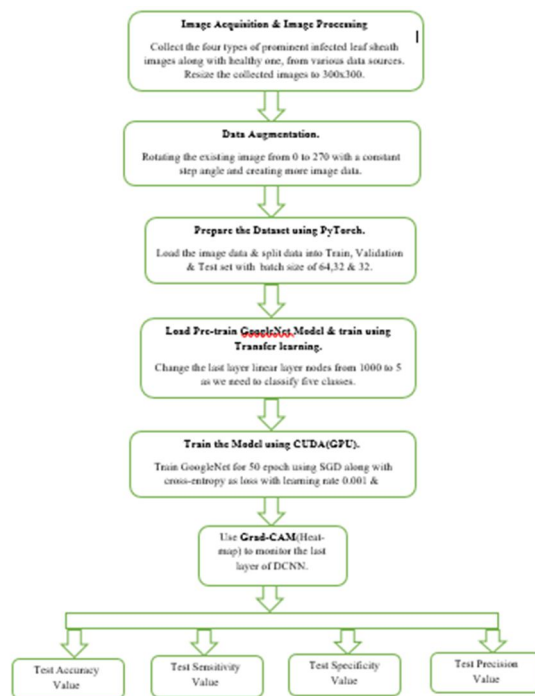 Image Acquisition & Image Processing
Collect the four types of prominent infected leaf sheath
images along with healthy one, from various data sources.
Resize the collected images to 300x300.
Data Augmentation.
Rotating the existing image from 0 to 270 with a constant
step angle and creating more image data.
Prepare the Dataset using PyTorch.
Load the image data & split data into Train, Validation
& Test set with batch size of 64,32 & 32.
Load Pre-train GoogleNet Model & train using
Transfer learning.
Change the last layer linear layer nodes from 1000 to 5
as we need to classify five classes.
Train the Model using CUDA(GPU).
Train GoogleNet for 50 epoch using SGD along with
cross-entropy as loss with learning rate 0.001 &
Use Grad-CAM(Heat-
map) to monitor the last
layer of DCNN.
Test Accuracy
Value
Test Sensitivity
Value
Test Specificity
Value
Test Precision
Value